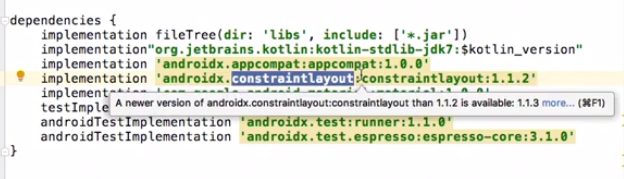 dependencies {
implementation fileTree(dir: 'libs', include: ['*.jar'])
implementation"org.jetbrains.kotlin:kotlin-stdlib-jdk7:$kotlin_version"
implementation 'androidx.appcompat:appcompat:1.0.0'
implementation 'androidx.constraintlayout:constraintlayout:1.1.2'
implementation
A newer version of androidx.constraintlayout:constraintlayout than 1.1.2 is available: 1.1.3 more... (⌘F1)
testImple
androidTestImplementation 'androidx.test:runner:1.1.0'
androidTestImplementation 'androidx.test.espresso:espresso-core:3.1.0'
}